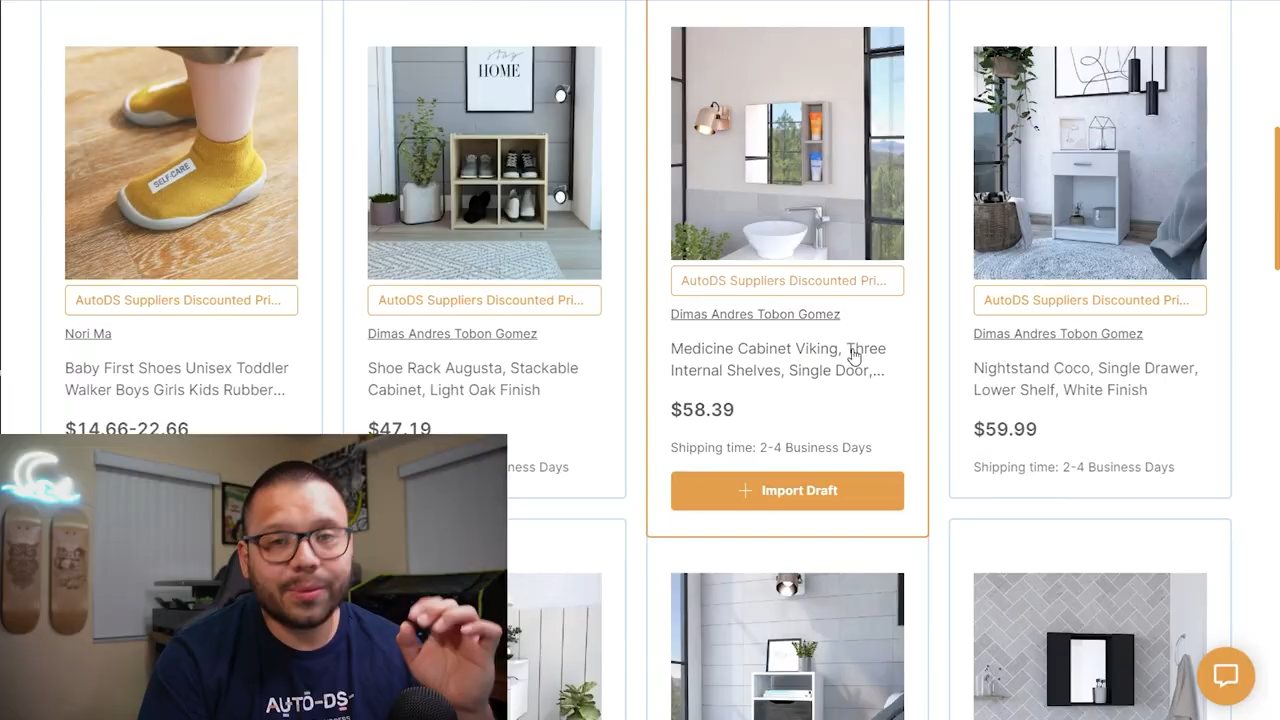 SELF-CARE
HOME
AutoDS Suppliers Discounted Pri...
Nori Ma
Baby First Shoes Unisex Toddler
Walker Boys Girls Kids Rubber...
$14.66-22.66
AutoDS Suppliers Discounted Pri...
Dimas Andres Tobon Gomez
Shoe Rack Augusta, Stackable
Cabinet, Light Oak Finish
$47.19
ness Days
AutoDS Suppliers Discounted Pri...
Dimas Andres Tobon Gomez
Medicine Cabinet Viking, Three
Internal Shelves, Single Door,...
$58.39
Shipping time: 2-4 Business Days
Import Draft
AutoDS Suppliers Discounted Pri...
Dimas Andres Tobon Gomez
Nightstand Coco, Single Drawer,
Lower Shelf, White Finish
$59.99
Shipping time: 2-4 Business Days
AUTO-DS